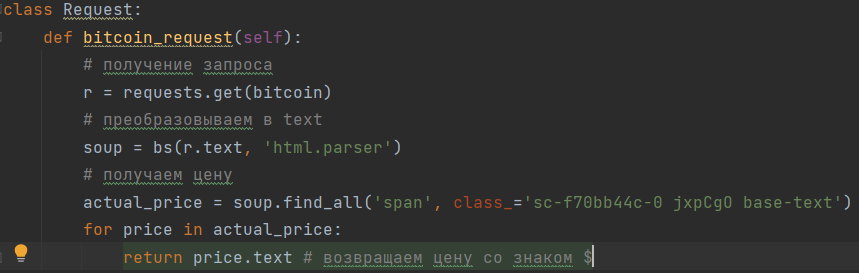 class Request:
    def bitcoin_request(self):
        # получение запроса
        r = requests.get(bitcoin)
        # преобразовываем в text
        soup = bs(r.text, 'html.parser')
        # получаем цену
        actual_price = soup.find_all('span', class_='sc-f70bb44c-0 jxpCgO base-text')
        for price in actual_price:
            return price.text # возвращаем цену со знаком $